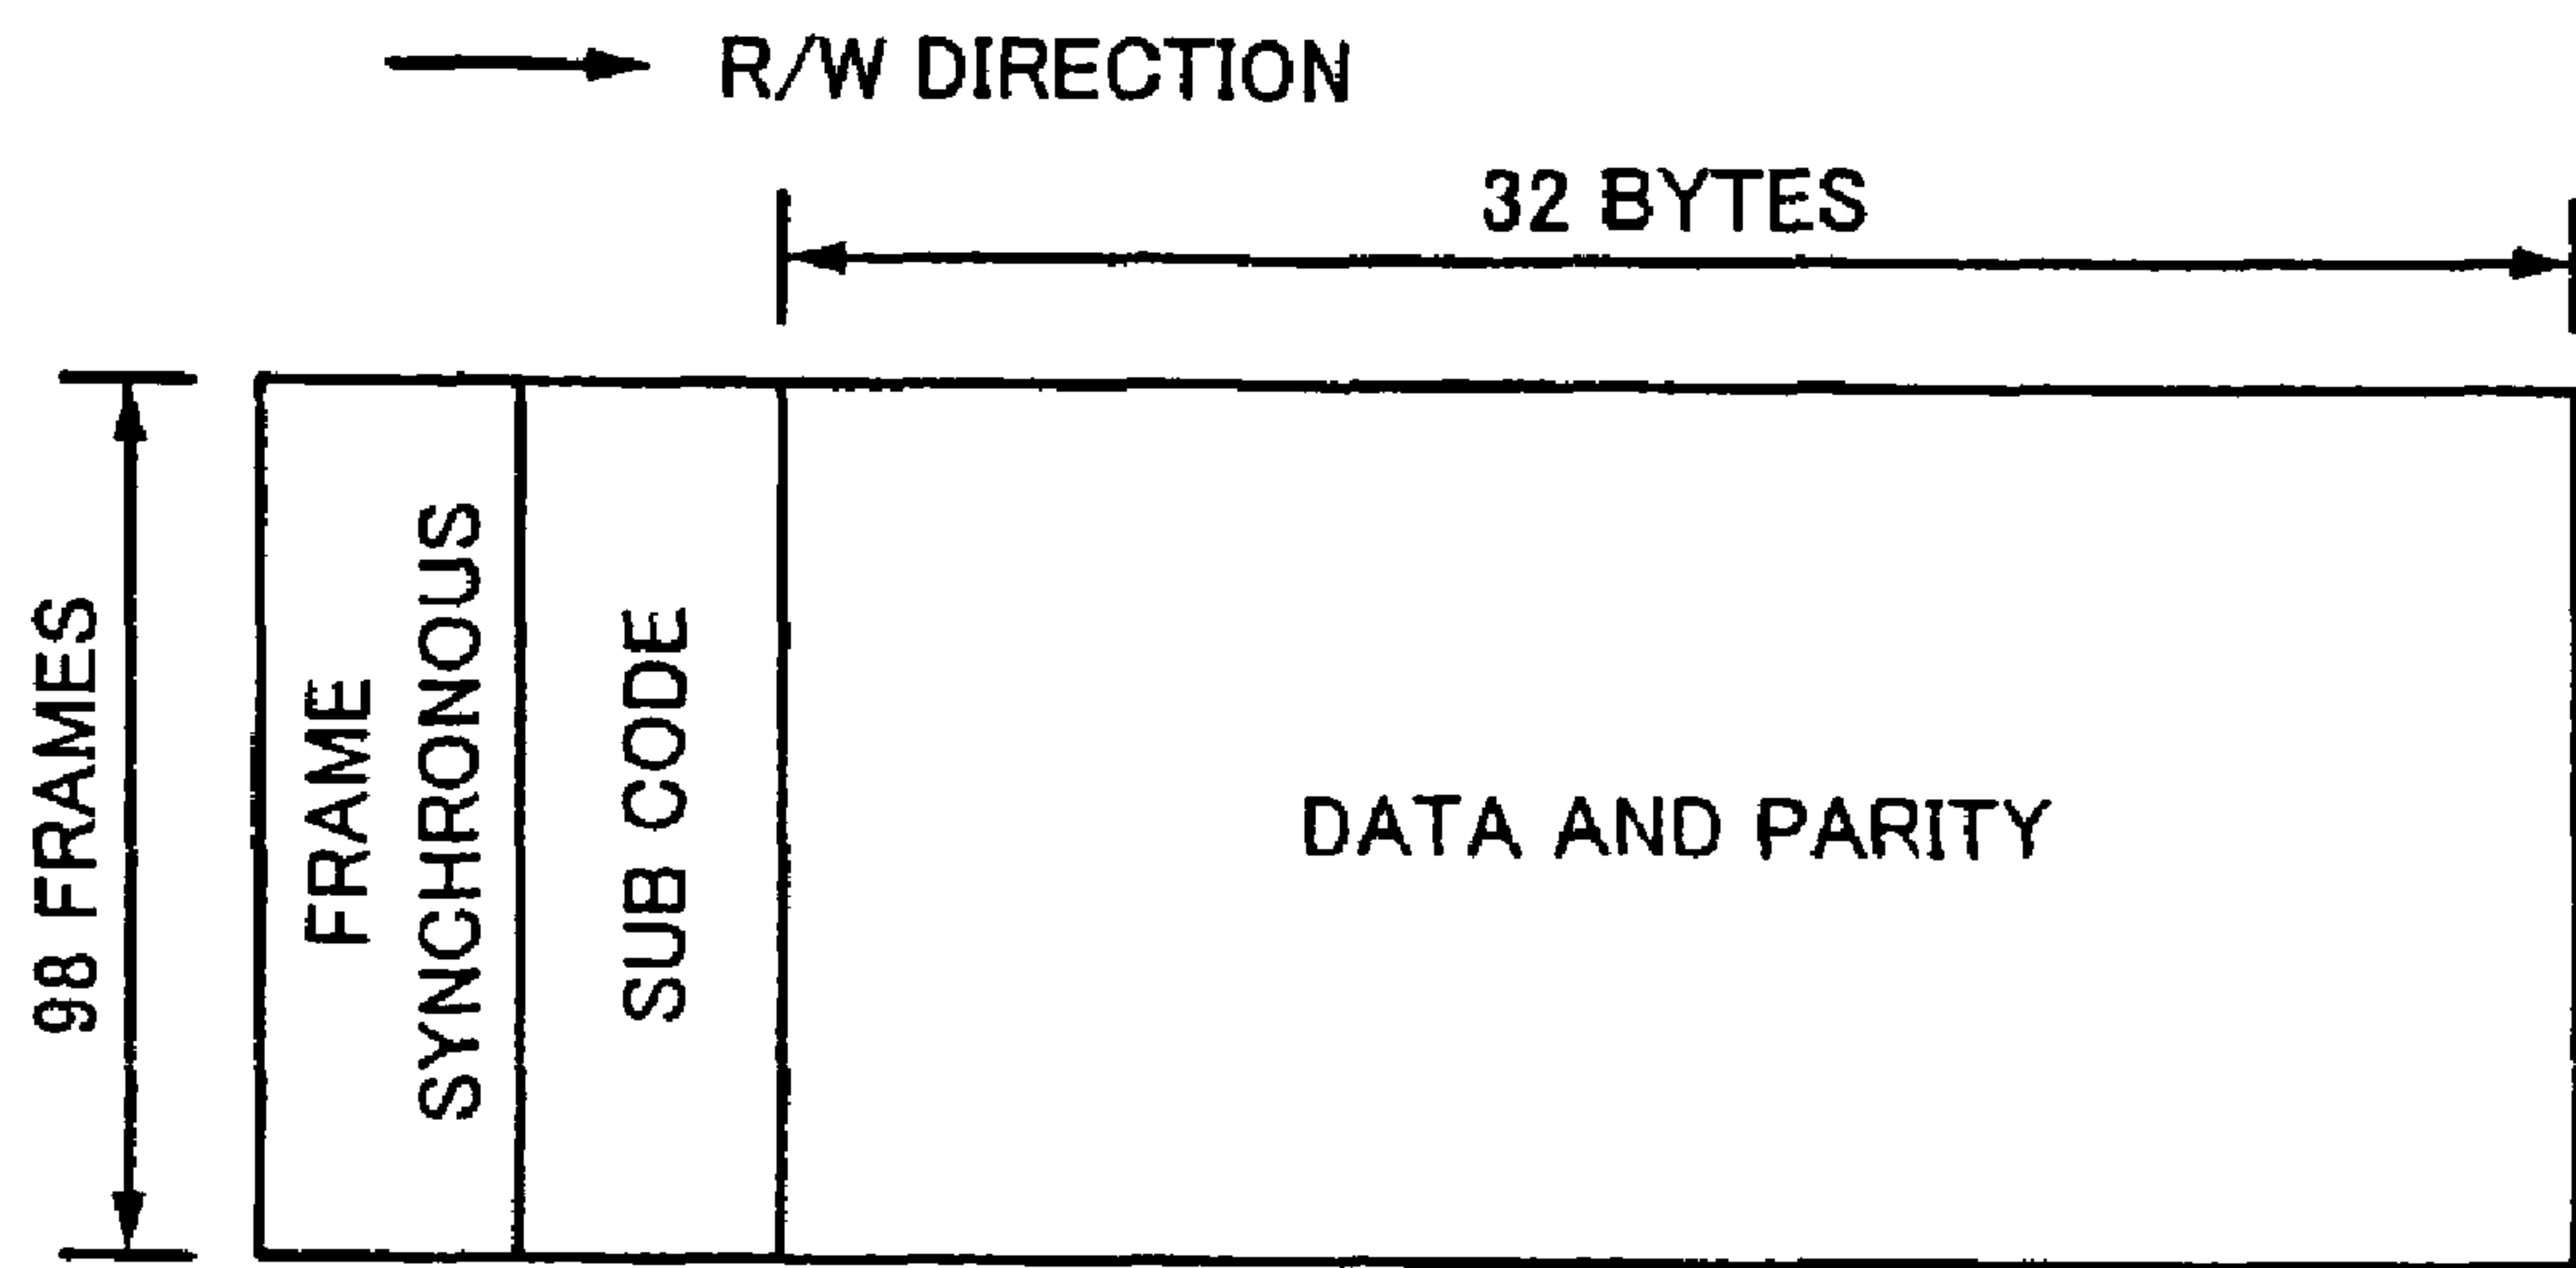 R/W DIRECTION
32 BYTES
98 FRAMES
FRAME
SYNCHRONOUS
SUB CODE
DATA AND PARITY